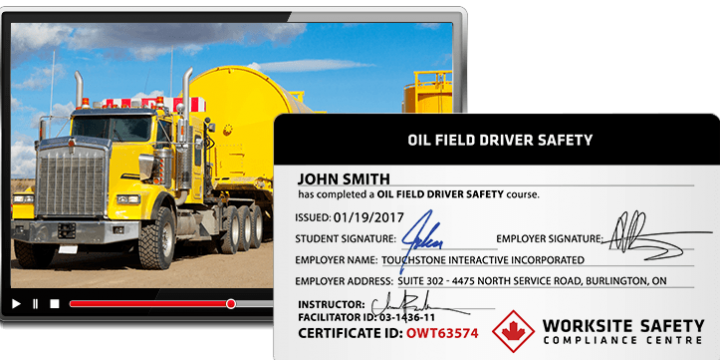 OIL FIELD DRIVER SAFETY
JOHN SMITH
has completed a OIL FIELD DRIVER SAFETY course.
ISSUED: 01/19/2017
STUDENT SIGNATURE: John EMPLOYER SIGNATURE:
EMPLOYER NAME: TOUCHSTONE INTERACTIVE INCORPORATED
EMPLOYER ADDRESS: SUITE 302 - 4475 NORTH SERVICE ROAD, BURLINGTON, ON
INSTRUCTOR:
FACILITATOR ID: 03-1436-11
CERTIFICATE ID: OWT63574
WORKSITE SAFETY
COMPLIANCE CENTRE